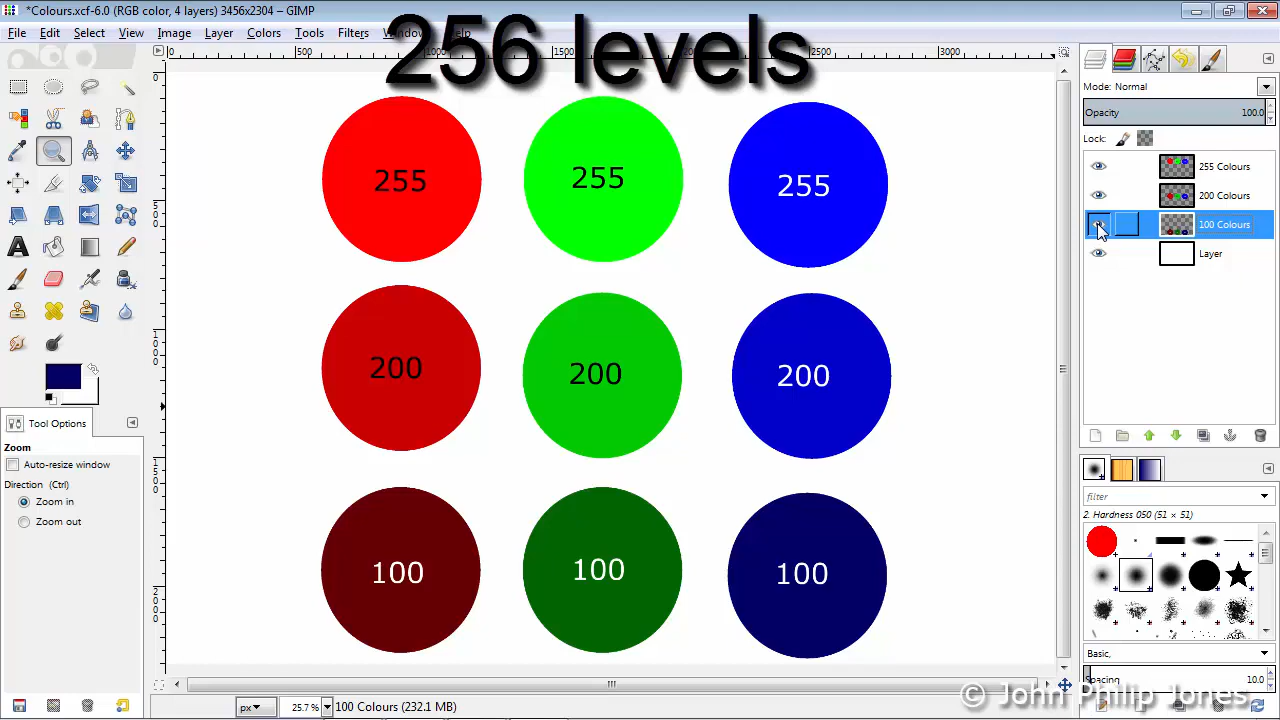 *Colours.xcf-6.0 (RGB color, 4 layers) 3456x2304 – GIMP
File Edit Select View Image Layer Colors Tools Filters
256 levels
0 500 1000 1500 2500 3000
Mode: Normal
Opacity 100.0
Lock:
255 Colours
200 Colours
100 Colours
Layer
255 255 255
200 200 200
100 100 100
Tool Options
Zoom
Auto-resize window
Direction (Ctrl)
Zoom in
Zoom out
filter
2. Hardness 050 (51 × 51)
Basic,
Spacing 10.0
px 25.7 % 100 Colours (232.1 MB)
© John Philip Jones